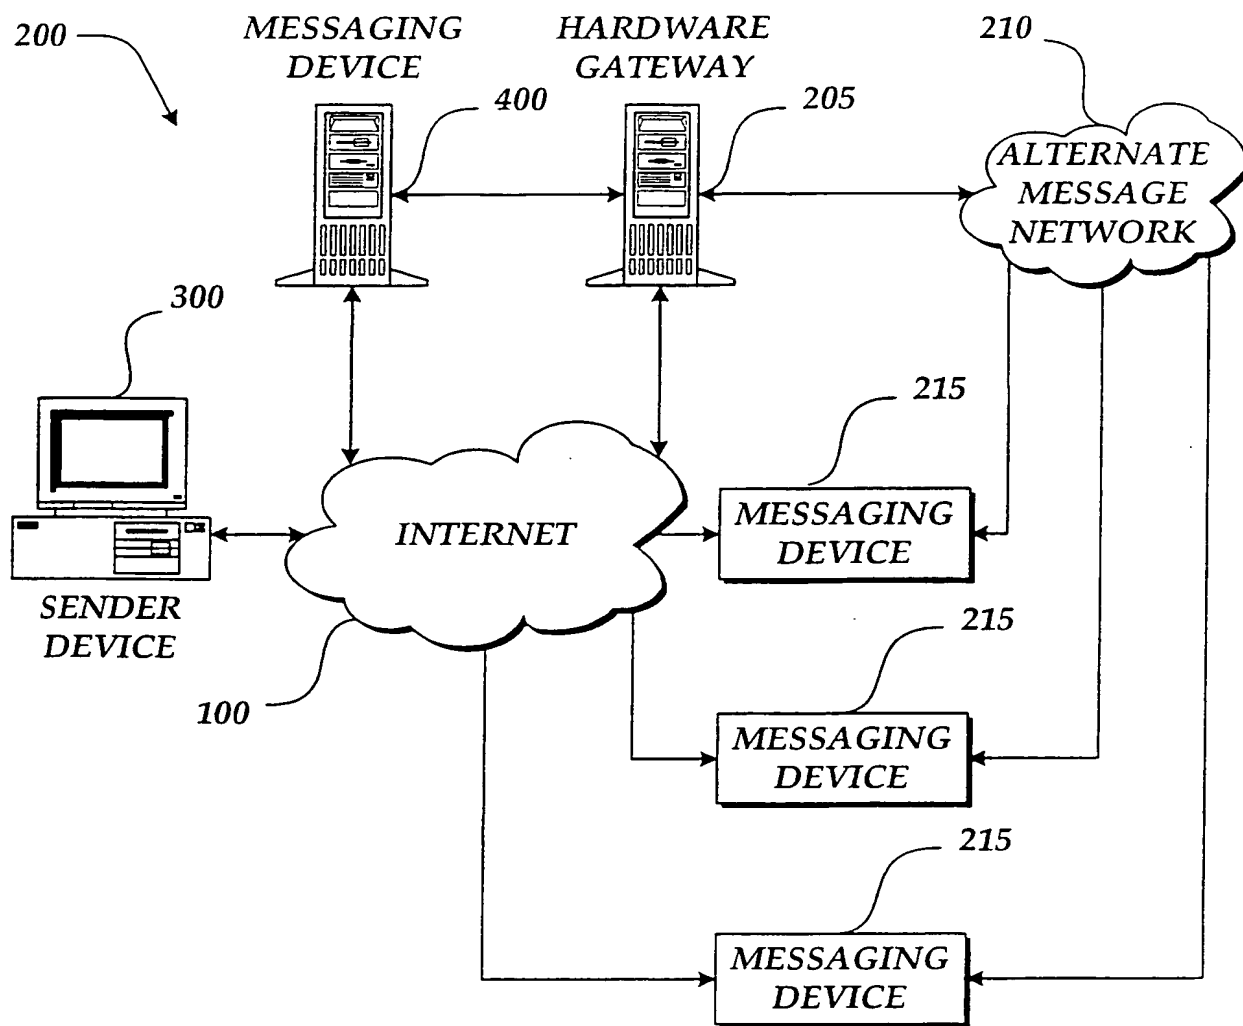 200
MESSAGING
DEVICE
HARDWARE
GATEWAY
210
400
205
ALTERNATE
MESSAGE
NETWORK
300
215
INTERNET
MESSAGING
DEVICE
SENDER
DEVICE
215
100
MESSAGING
DEVICE
215
MESSAGING
DEVICE